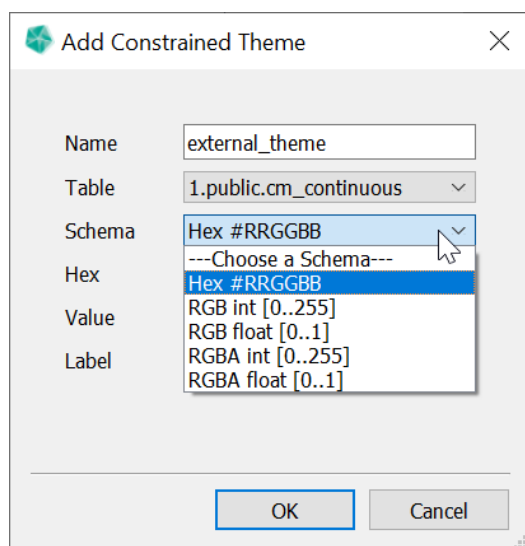 Add Constrained Theme
Name
external_theme
Table
1.public.cm_continuous
Schema
Hex #RRGGBB
---Choose a Schema---
Hex
Hex #RRGGBB
RGB int [0..255]
Value
RGB float [0..1]
RGBA int [0..255]
Label
RGBA float [0..1]
OK
Cancel